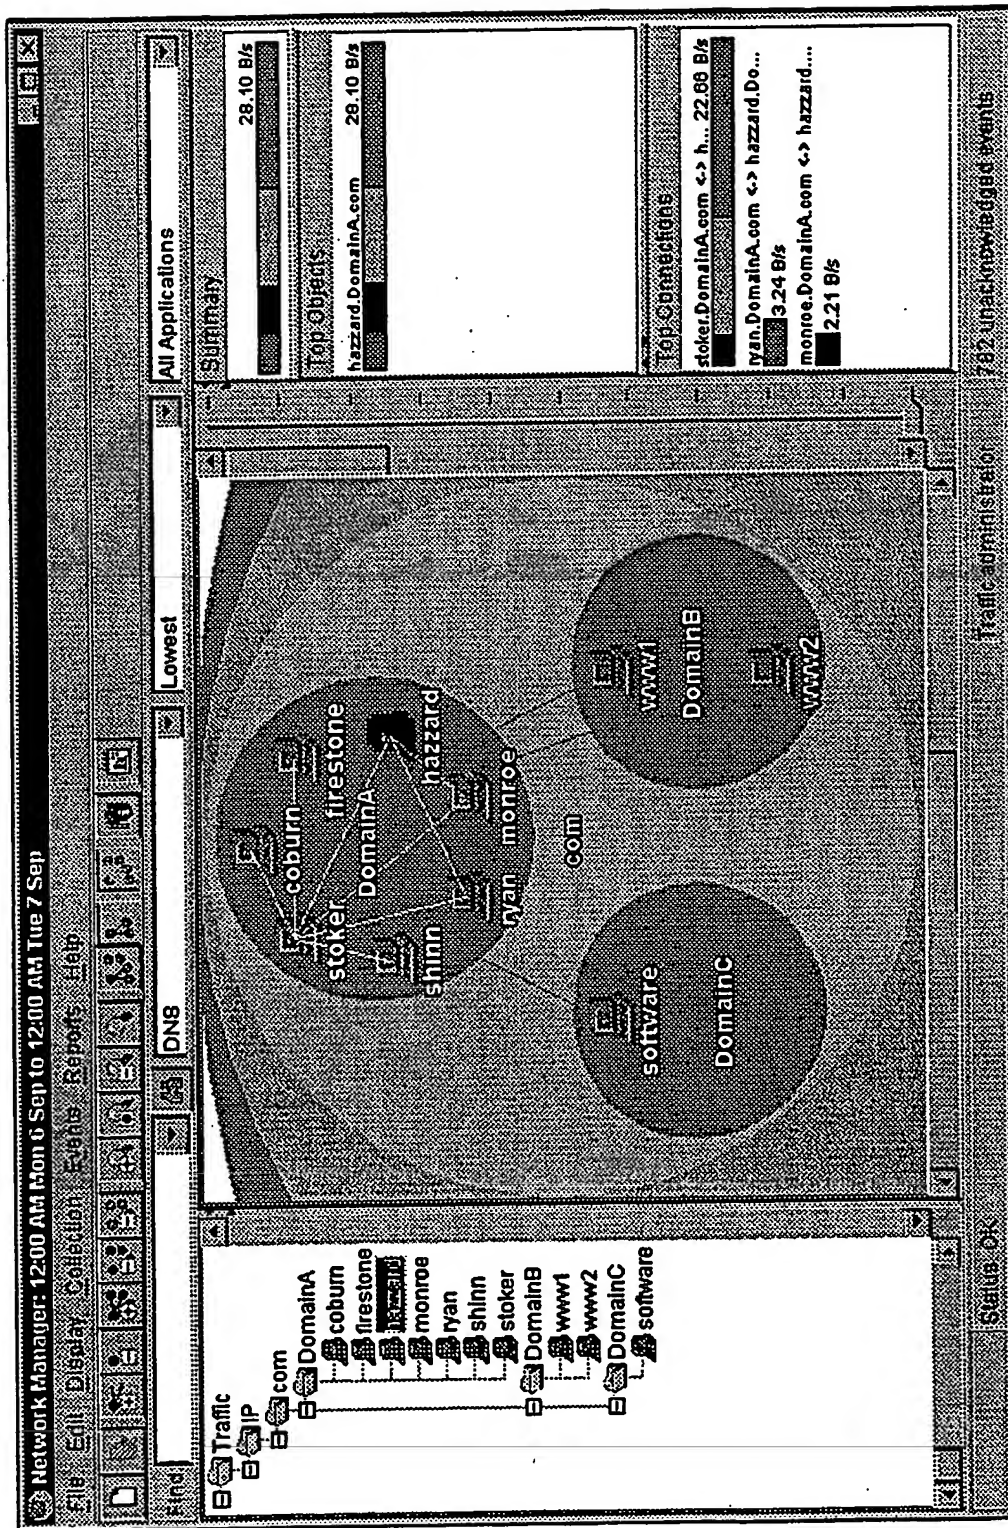 Network Manager: 12:00 AM Mon 6 Sep to 12:00 AM Tue 7 Sep
File Edit Display Collection Events Reports Help
Find
DNS
Lowest
All Applications
Traffic
IP
com
DomainA
coburn
firestone
monroe
ryan
shinn
stoker
DomainB
www1
www2
DomainC
software
coburn
firestone
stoker
DomainA
hazzard
shinn
ryan
monroe
com
software
DomainC
www1
DomainB
www2
Summary
28.10 B/s
Top Objects
hazzard.DomainA.com 28.10 B/s
Top Connections
stoker.DomainA.com <-> h... 22.66 B/s
ryan.DomainA.com <-> hazzard.Do...
3.24 B/s
monroe.DomainA.com <-> hazzard....
2.21 B/s
Status: OK
Traffic administration
782 unacknowledged events